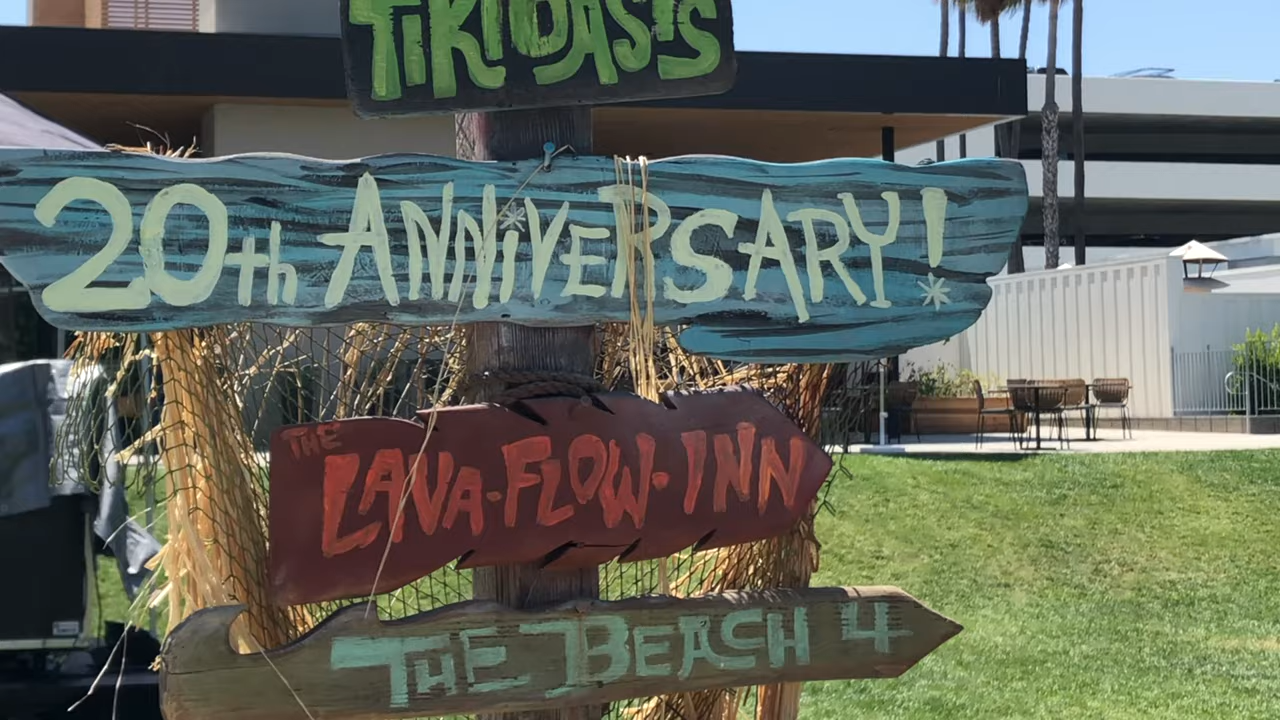 TIKI OASIS
20th ANNiVERSARY!
THE
LAVA-FLOW-INN
THE BEACH 4